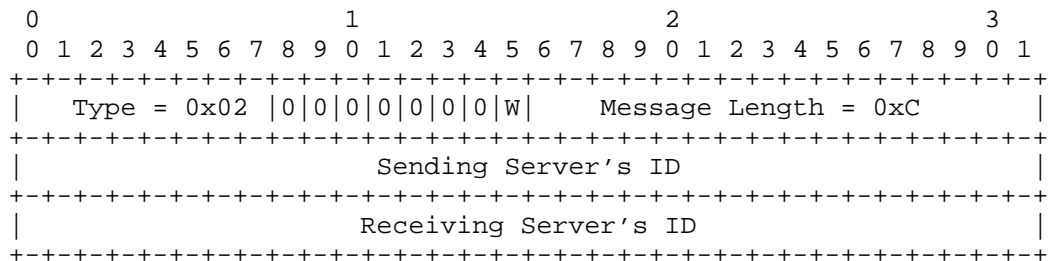 0                   1                   2                   3
 0 1 2 3 4 5 6 7 8 9 0 1 2 3 4 5 6 7 8 9 0 1 2 3 4 5 6 7 8 9 0 1
+-+-+-+-+-+-+-+-+-+-+-+-+-+-+-+-+-+-+-+-+-+-+-+-+-+-+-+-+-+-+-+-+
|   Type = 0x02 |0|0|0|0|0|0|0|W|    Message Length = 0xC       |
+-+-+-+-+-+-+-+-+-+-+-+-+-+-+-+-+-+-+-+-+-+-+-+-+-+-+-+-+-+-+-+-+
|                      Sending Server’s ID                      |
+-+-+-+-+-+-+-+-+-+-+-+-+-+-+-+-+-+-+-+-+-+-+-+-+-+-+-+-+-+-+-+-+
|                     Receiving Server’s ID                     |
+-+-+-+-+-+-+-+-+-+-+-+-+-+-+-+-+-+-+-+-+-+-+-+-+-+-+-+-+-+-+-+-+